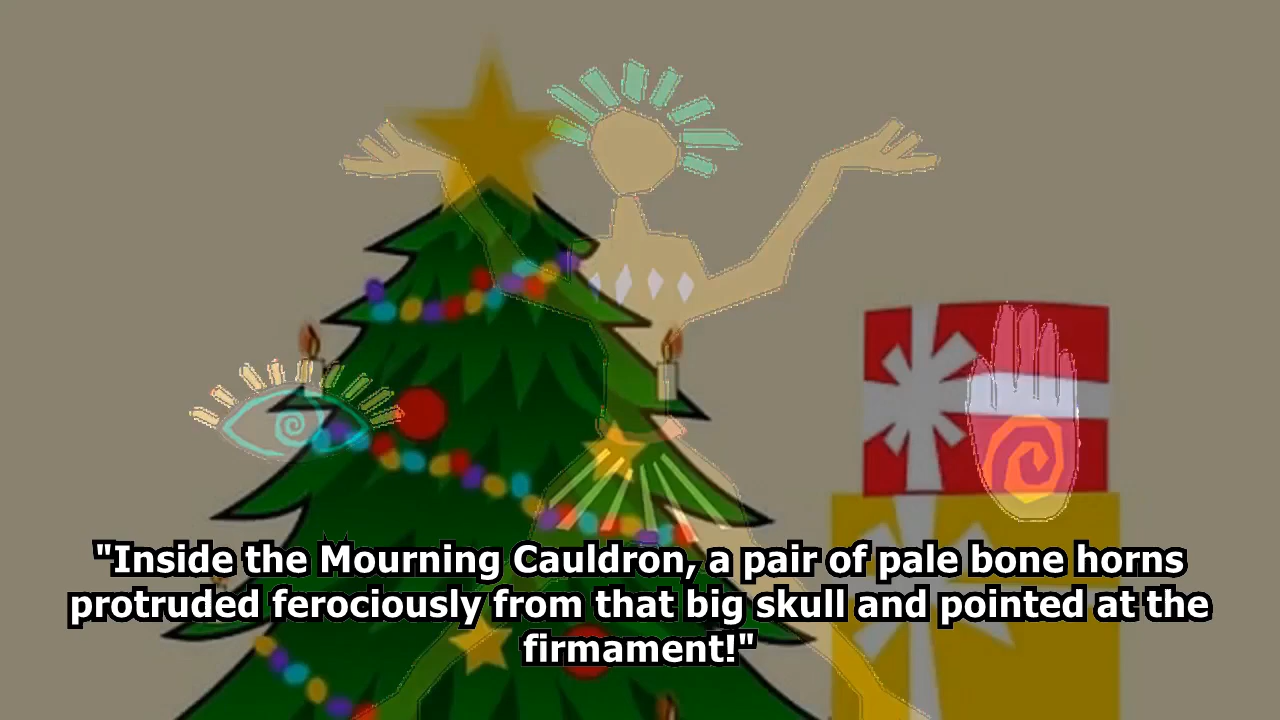 "Inside the Mourning Cauldron, a pair of pale bone horns
protruded ferociously from that big skull and pointed at the
firmament!"